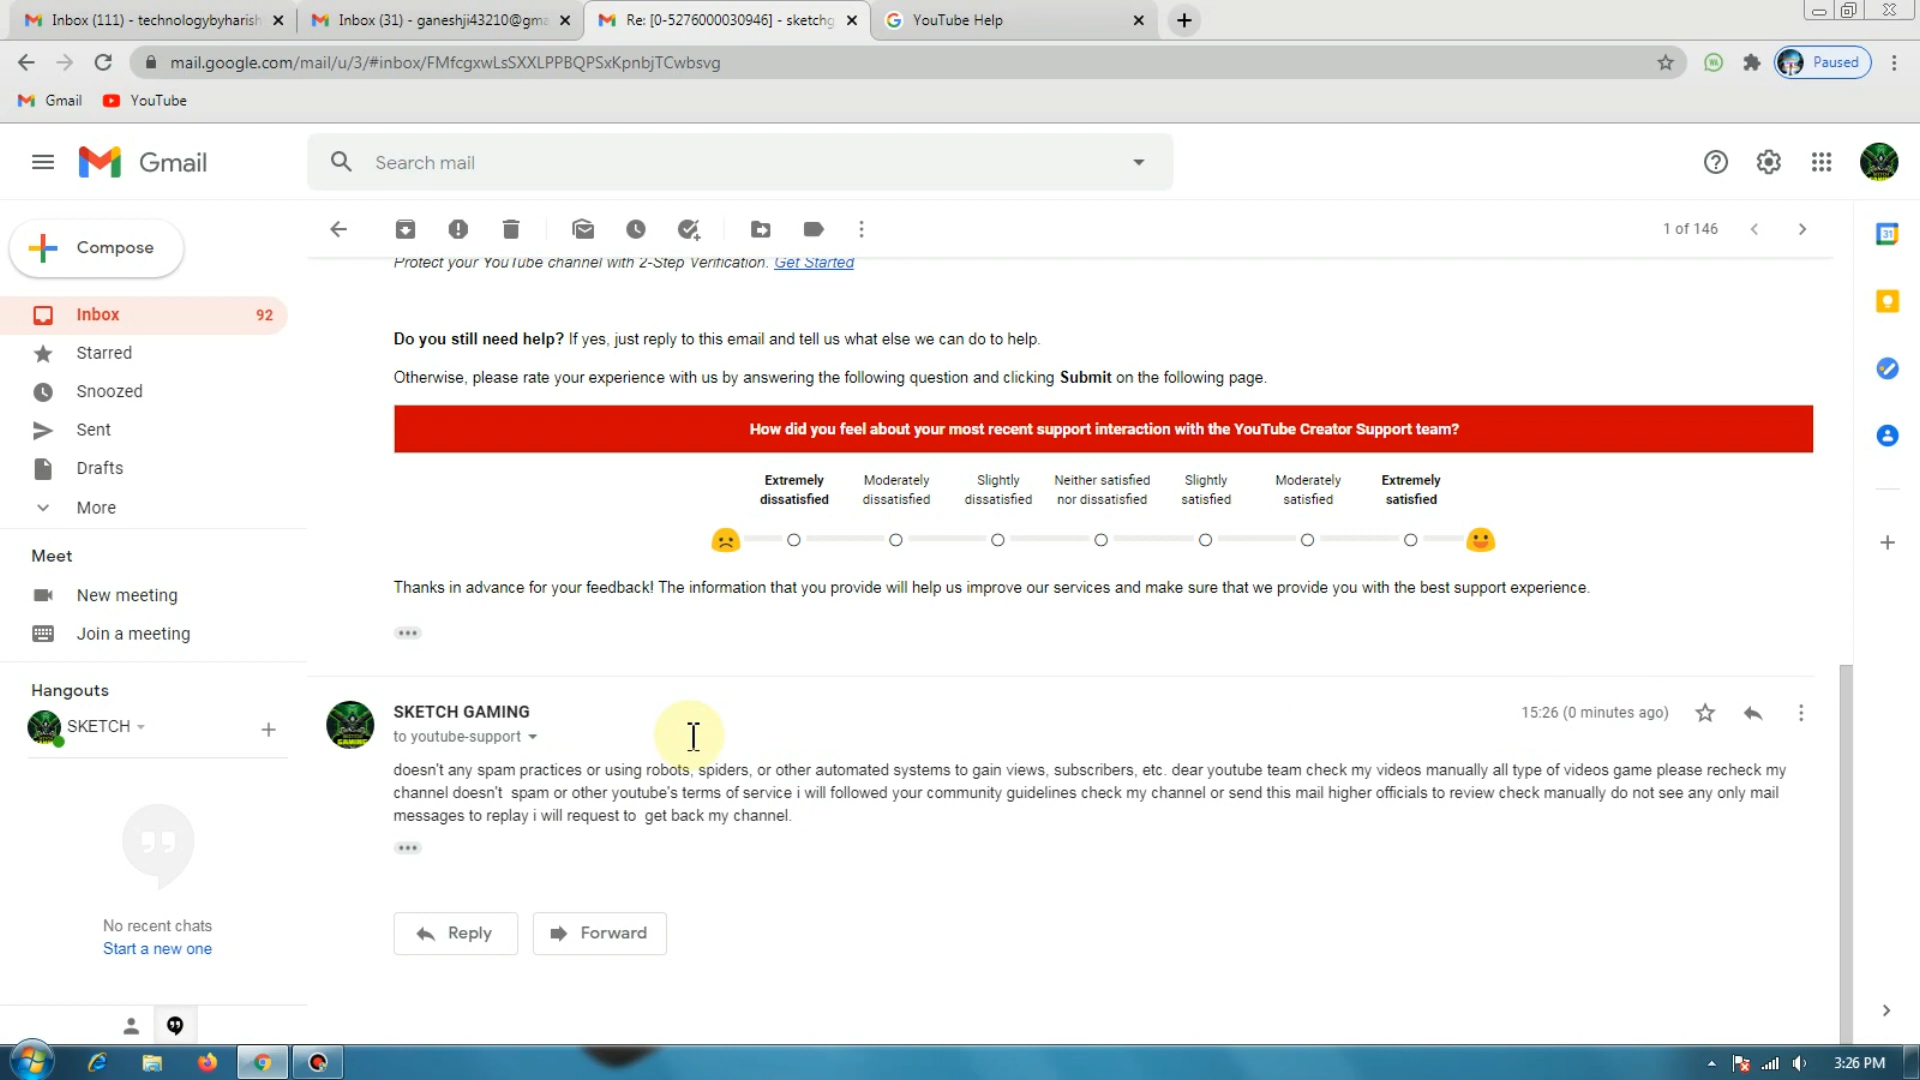 Inbox (111) - technologybyharish
Inbox (31) - ganeshji43210@gma
Re: [0-5276000030946] - sketchg
YouTube Help
mail.google.com/mail/u/3/#inbox/FMfcgxwLsSXXLPPBQPSxKpnbjTCwbsvg
Paused
Gmail
YouTube
Gmail
Search mail
Compose
1 of 146
Protect your YouTube channel with 2-Step Verification. Get Started
Inbox 92
Starred
Snoozed
Sent
Drafts
More
Do you still need help? If yes, just reply to this email and tell us what else we can do to help.
Otherwise, please rate your experience with us by answering the following question and clicking Submit on the following page.
How did you feel about your most recent support interaction with the YouTube Creator Support team?
Extremely dissatisfied
Moderately dissatisfied
Slightly dissatisfied
Neither satisfied nor dissatisfied
Slightly satisfied
Moderately satisfied
Extremely satisfied
Thanks in advance for your feedback! The information that you provide will help us improve our services and make sure that we provide you with the best support experience.
Meet
New meeting
Join a meeting
Hangouts
SKETCH
No recent chats
Start a new one
SKETCH GAMING
15:26 (0 minutes ago)
to youtube-support
doesn't any spam practices or using robots, spiders, or other automated systems to gain views, subscribers, etc. dear youtube team check my videos manually all type of videos game please recheck my
channel doesn't spam or other youtube's terms of service i will followed your community guidelines check my channel or send this mail higher officials to review check manually do not see any only mail
messages to replay i will request to get back my channel.
Reply
Forward
3:26 PM